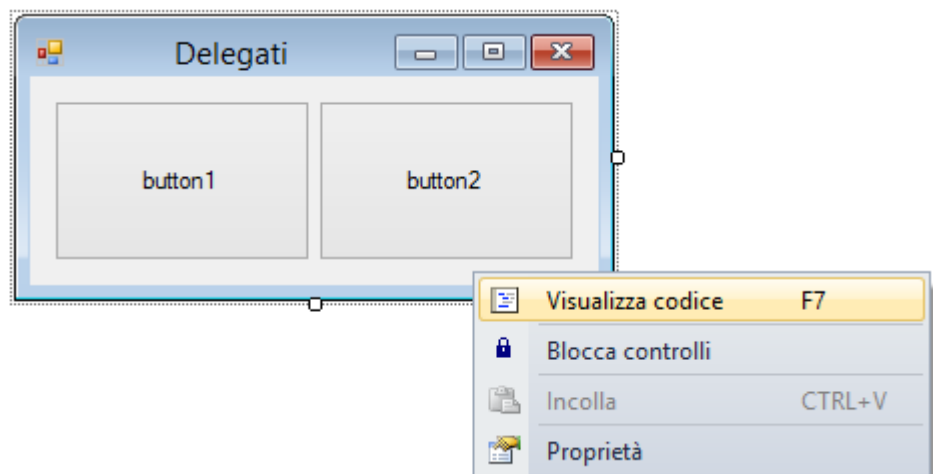 Delegati
button1
button2
Visualizza codice F7
Blocca controlli
Incolla CTRL+V
Proprietà